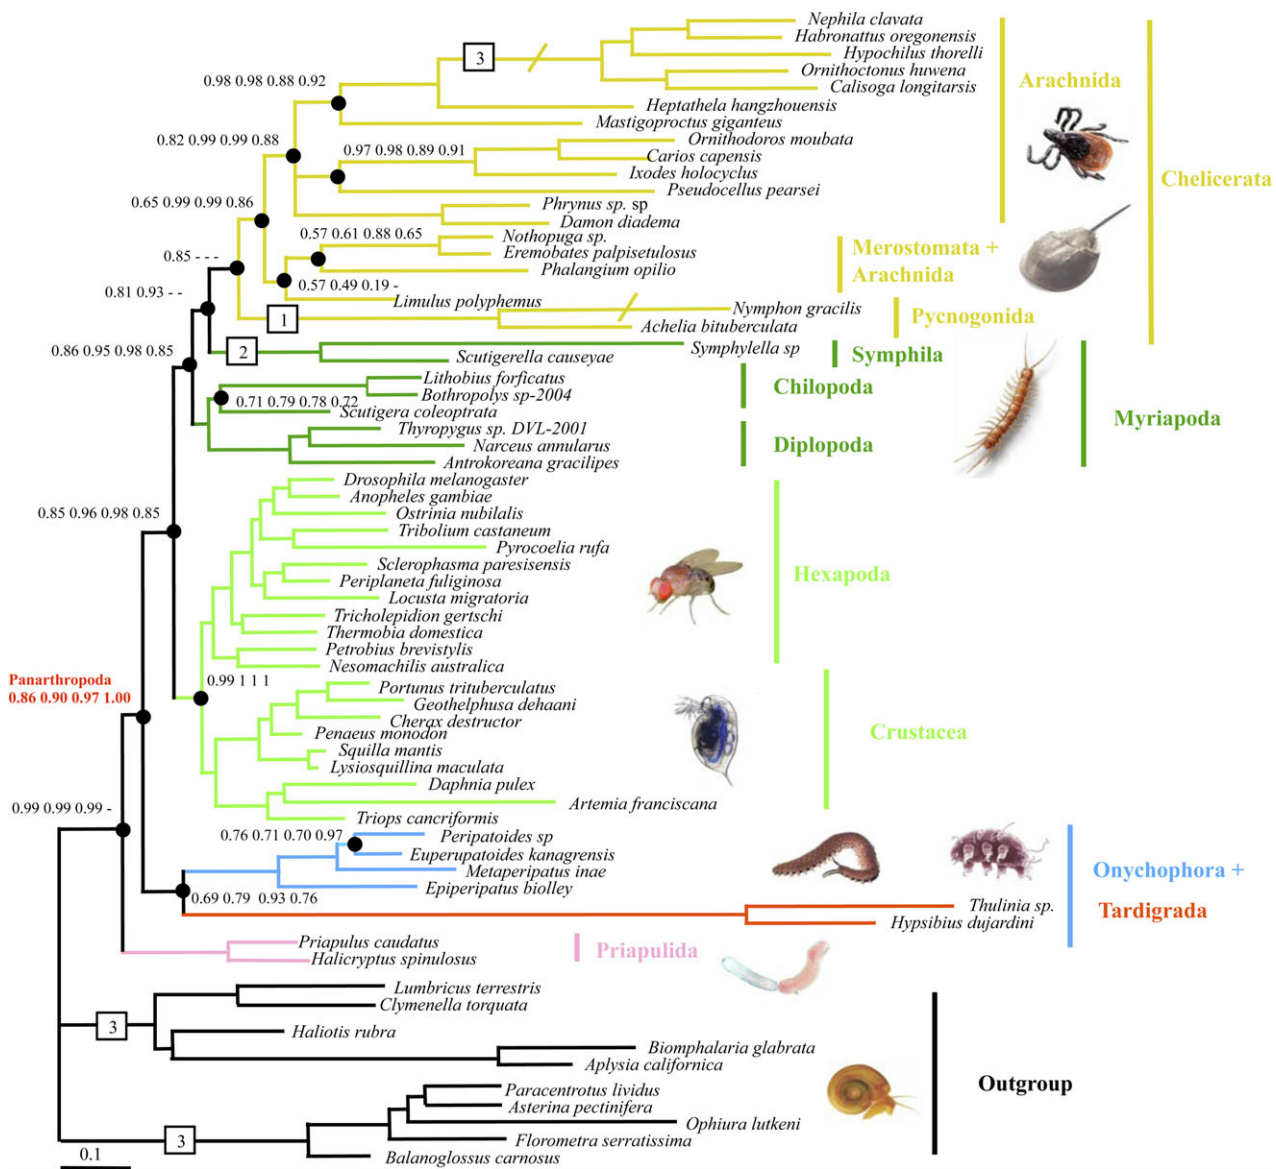 Nephila clavata
Habronattus oregonensis
3
Hypochilus thorelli
Ornithoctonus huwena
Arachnida
0.98 0.98 0.88 0.92
Calisoga longitarsis
Heptathela hangzhouensis
Mastigoproctus giganteus
0.82 0.99 0.99 0.88
Ornithodoros moubata
0.97 0.98 0.89 0.91
Carios capensis
Ixodes holocyclus
Chelicerata
Pseudocellus pearsei
0.65 0.99 0.99 0.86
Phrynus sp. sp
Damon diadema
0.57 0.61 0.88 0.65
Nothopuga sp.
Eremobates palpisetulosus
Merostomata +
Arachnida
0.85 - - -
Phalangium opilio
0.57 0.49 0.19 -
0.81 0.93 - -
Limulus polyphemus
Nymphon gracilis
1
Achelia bituberculata
Pycnogonida
0.86 0.95 0.98 0.85
2
Symphylella sp
Scutigerella causeyae
Symphila
Lithobius forficatus
Bothropolys sp-2004
Chilopoda
0.71 0.79 0.78 0.72
Scutigera coleoptrata
Myriapoda
Thyropygus sp. DVL-2001
Narceus annularus
Diplopoda
Antrokoreana gracilipes
Drosophila melanogaster
Anopheles gambiae
0.85 0.96 0.98 0.85
Ostrinia nubilalis
Tribolium castaneum
Pyrocoelia rufa
Sclerophasma paresisensis
Hexapoda
Periplaneta fuliginosa
Locusta migratoria
Tricholepidion gertschi
Thermobia domestica
Petrobius brevistylis
Nesomachilis australica
Panarthropoda
0.86 0.90 0.97 1.00
0.99 1 1 1
Portunus trituberculatus
Geothelphusa dehaani
Cherax destructor
Penaeus monodon
Crustacea
Squilla mantis
Lysiosquillina maculata
Daphnia pulex
Artemia franciscana
0.99 0.99 0.99 -
Triops cancriformis
0.76 0.71 0.70 0.97
Peripatoides sp
Euperupatoides kanagrensis
Metaperipatus inae
Onychophora +
Epiperipatus biolley
0.69 0.79 0.93 0.76
Thulinia sp.
Tardigrada
Hypsibius dujardini
Priapulus caudatus
Halicryptus spinulosus
Priapulida
Lumbricus terrestris
Clymenella torquata
3
Haliotis rubra
Biomphalaria glabrata
Aplysia californica
Outgroup
Paracentrotus lividus
Asterina pectinifera
Ophiura lutkeni
3
Florometra serratissima
Balanoglossus carnosus
0.1